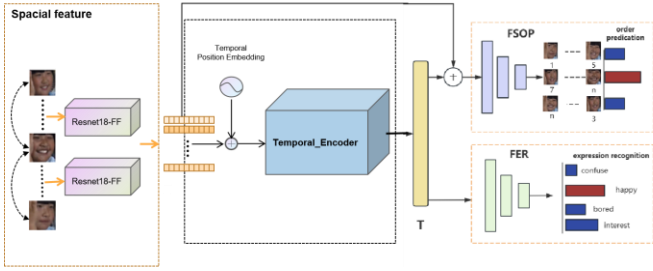 Spacial feature
Resnet18-FF
Resnet18-FF
Temporal
Position Embedding
Temporal_Encoder
T
FSOP
order
predication
1
5
7
n
n
3
FER
expression recognition
confuse
happy
bored
Interest